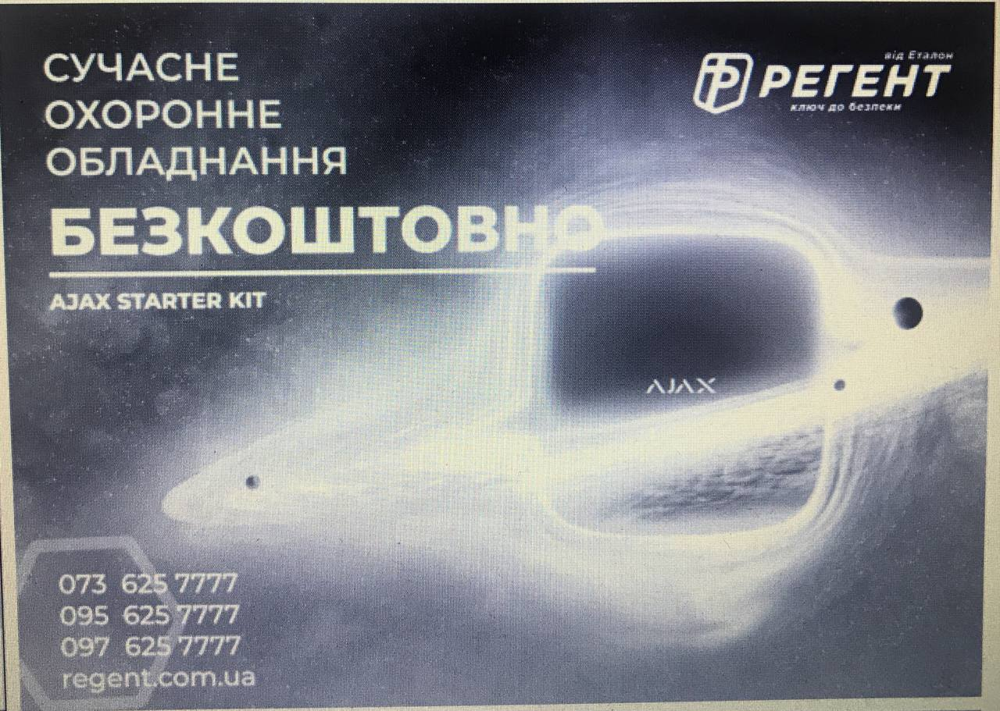 СУЧАСНЕ
ОХОРОННЕ
ОБЛАДНАННЯ
БЕЗКОШТОВНО
AJAX STARTER KIT
від Еталон
РЕГЕНТ
ключ до безпеки
AJAX
073 625 7777
095 625 7777
097 625 7777
regent.com.ua